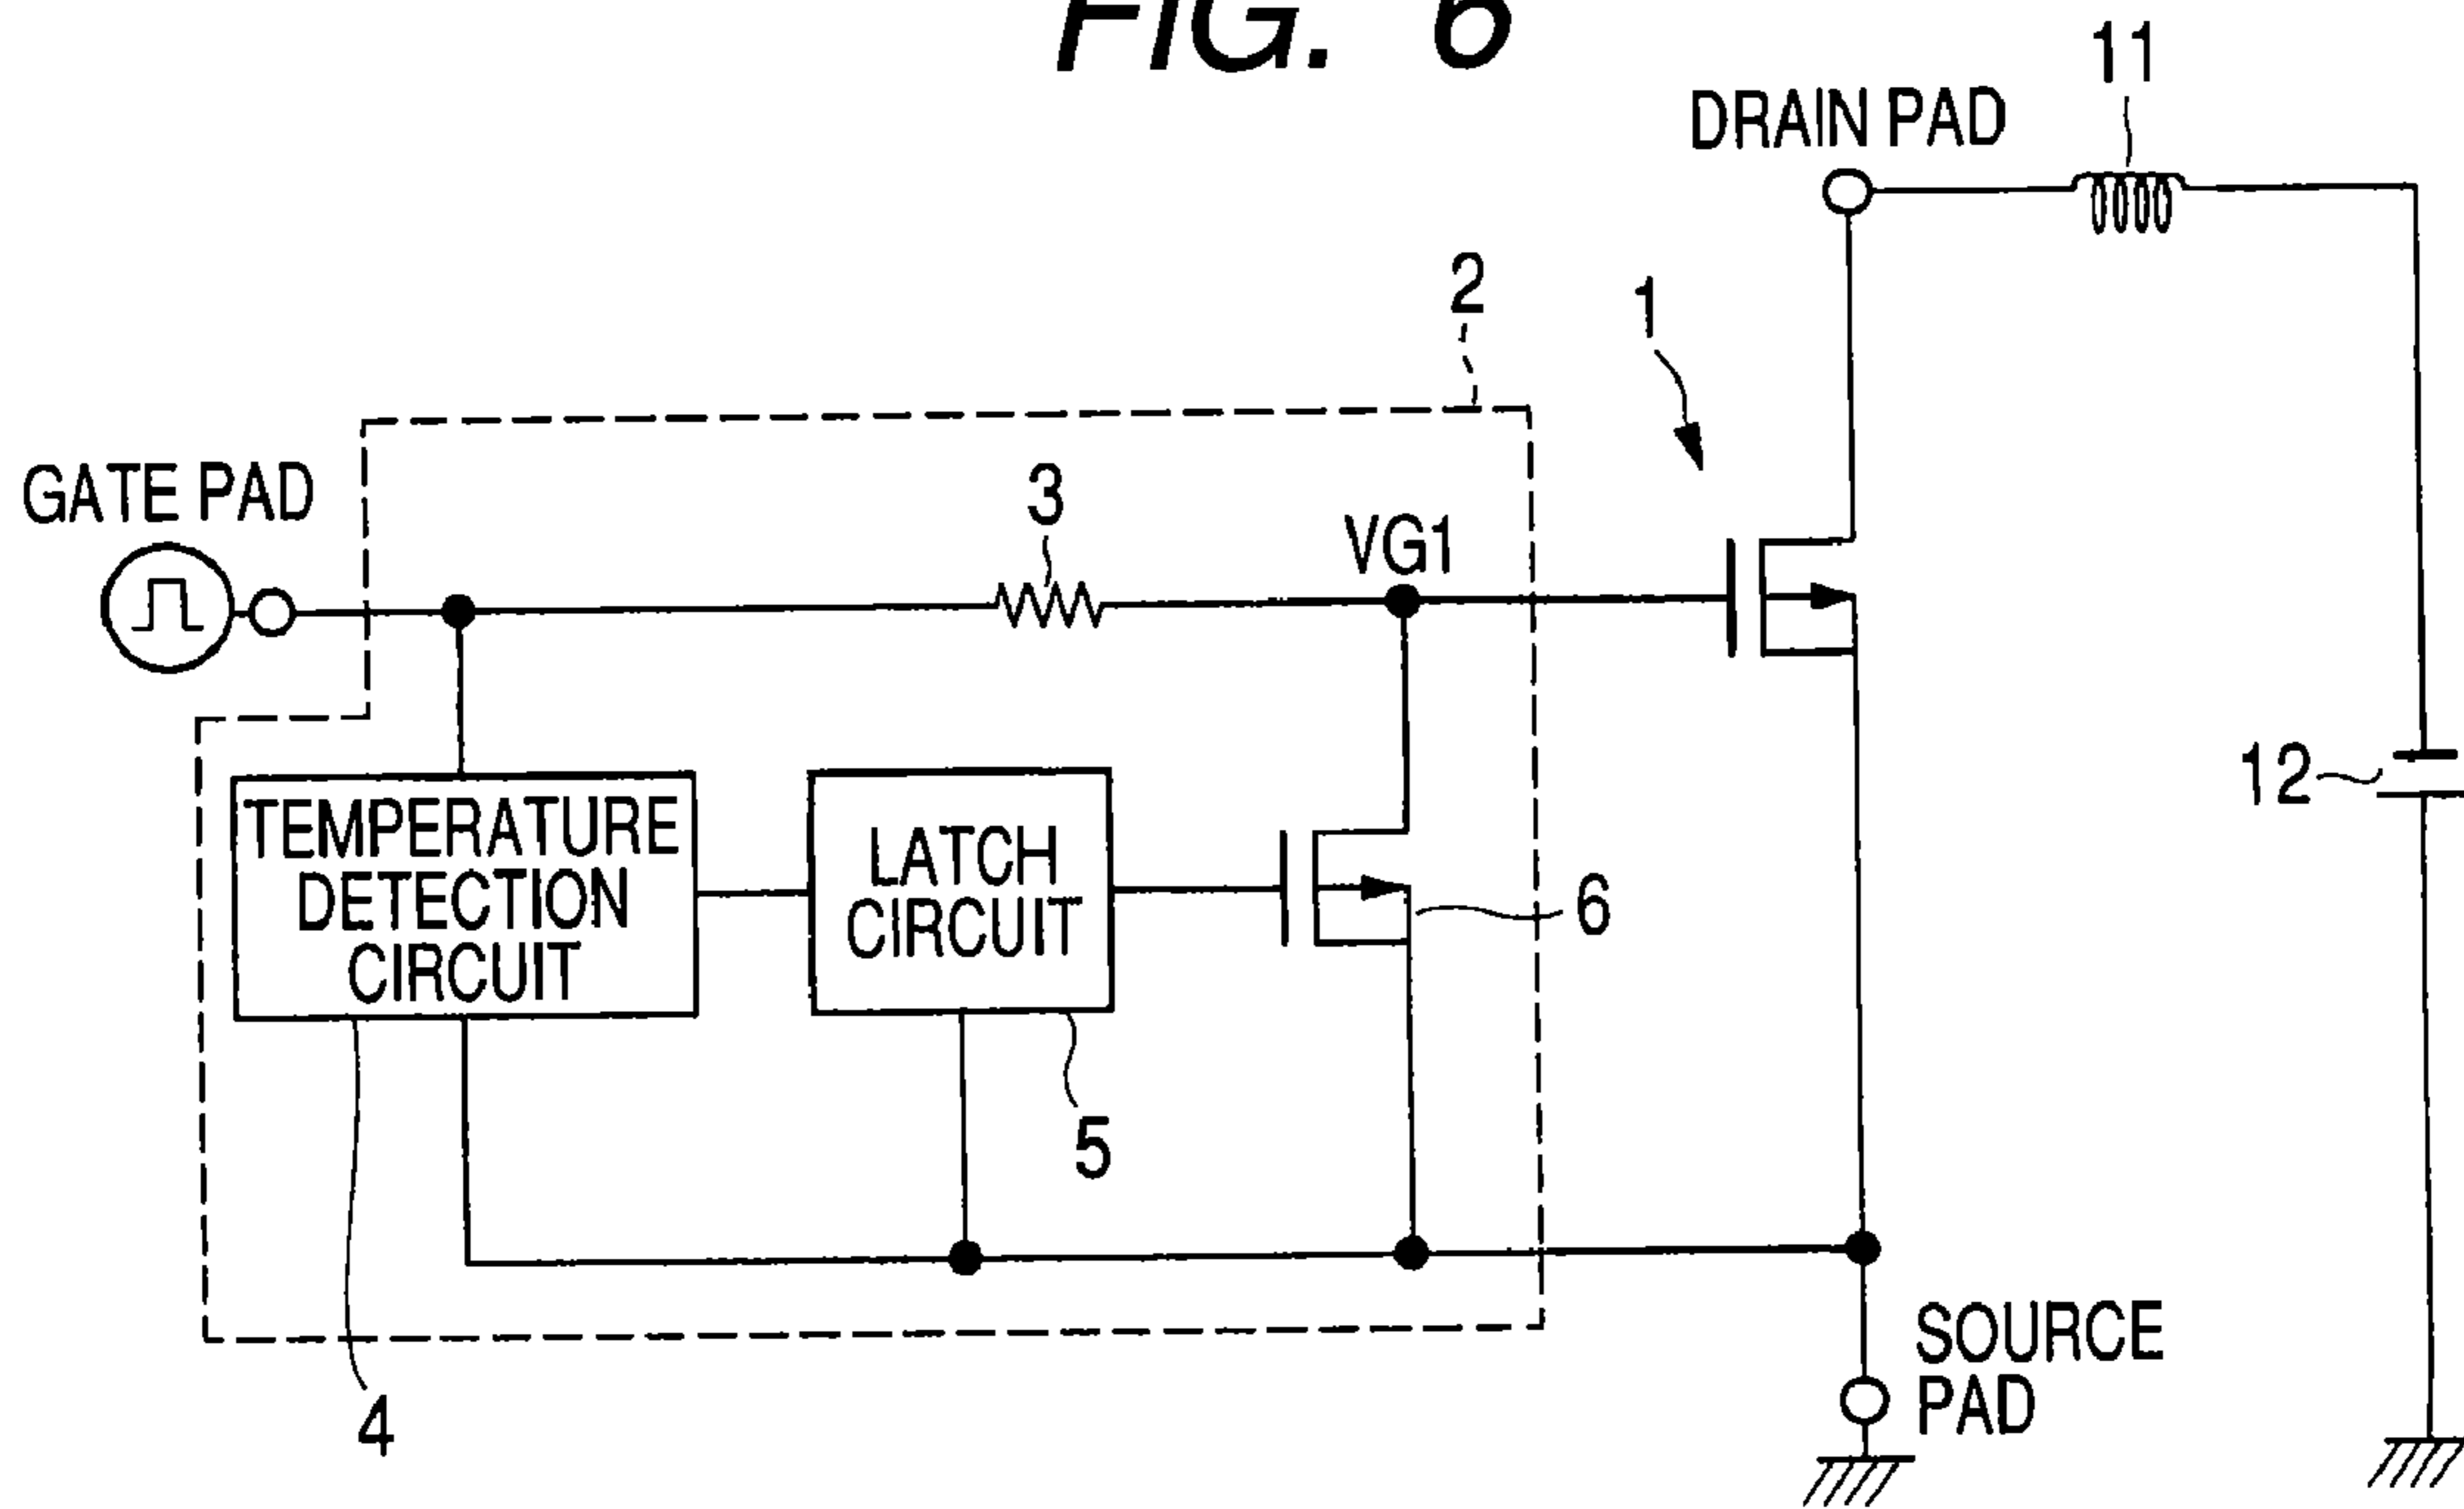 FIG. 6
11
DRAIN PAD
2
1
GATE PAD
3
VG1
TEMPERATURE
DETECTION
CIRCUIT
LATCH
CIRCUIT
6
12
5
4
SOURCE
PAD